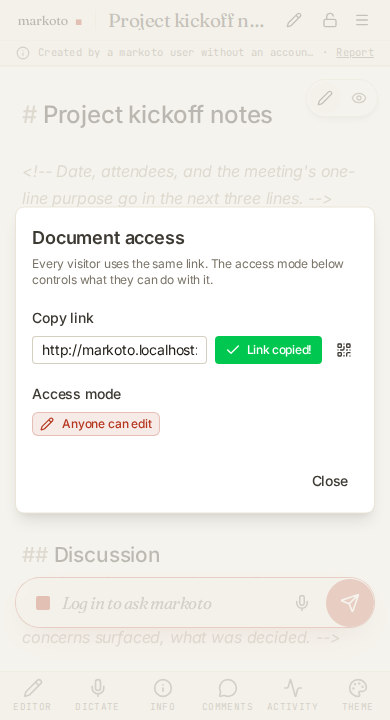 markoto
Project kickoff n...
Created by a markoto user without an accoun… · Report
# Project kickoff notes
<!-- Date, attendees, and the meeting's one-
line purpose go in the next three lines. -->
Document access
Every visitor uses the same link. The access mode below
controls what they can do with it.
Copy link
http://markoto.localhost:
Link copied!
Access mode
Anyone can edit
Close
## Discussion
Log in to ask markoto
concerns surfaced, what was decided. -->
EDITOR
DICTATE
INFO
COMMENTS
ACTIVITY
THEME